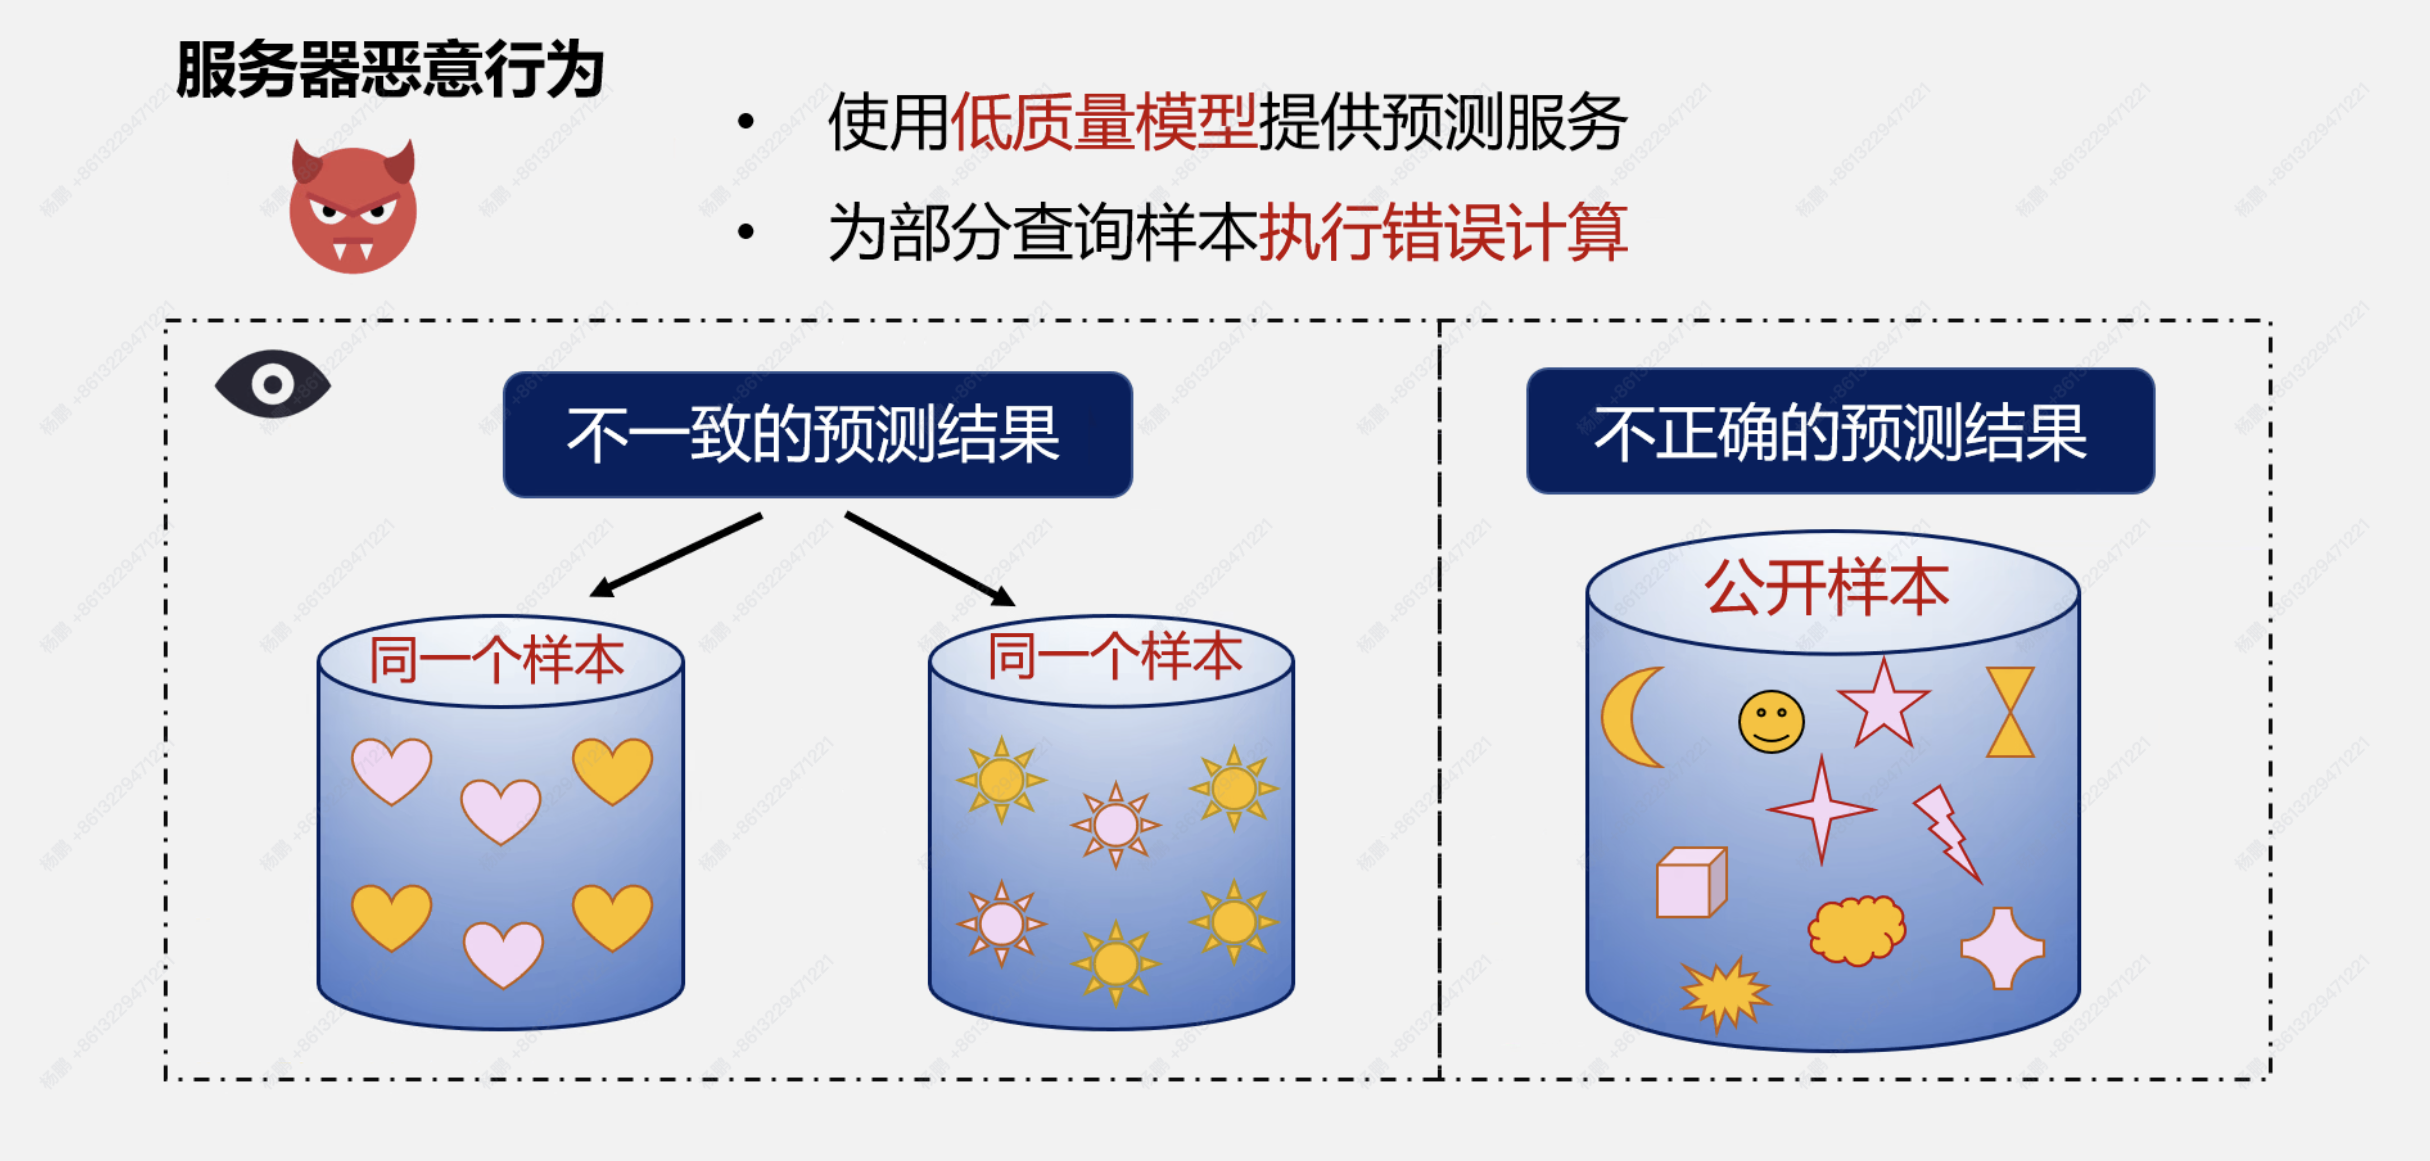 服务器恶意行为
• 使用低质量模型提供预测服务
• 为部分查询样本执行错误计算
不一致的预测结果
不正确的预测结果
同一个样本
同一个样本
公开样本
杨鹏 +8613229471221